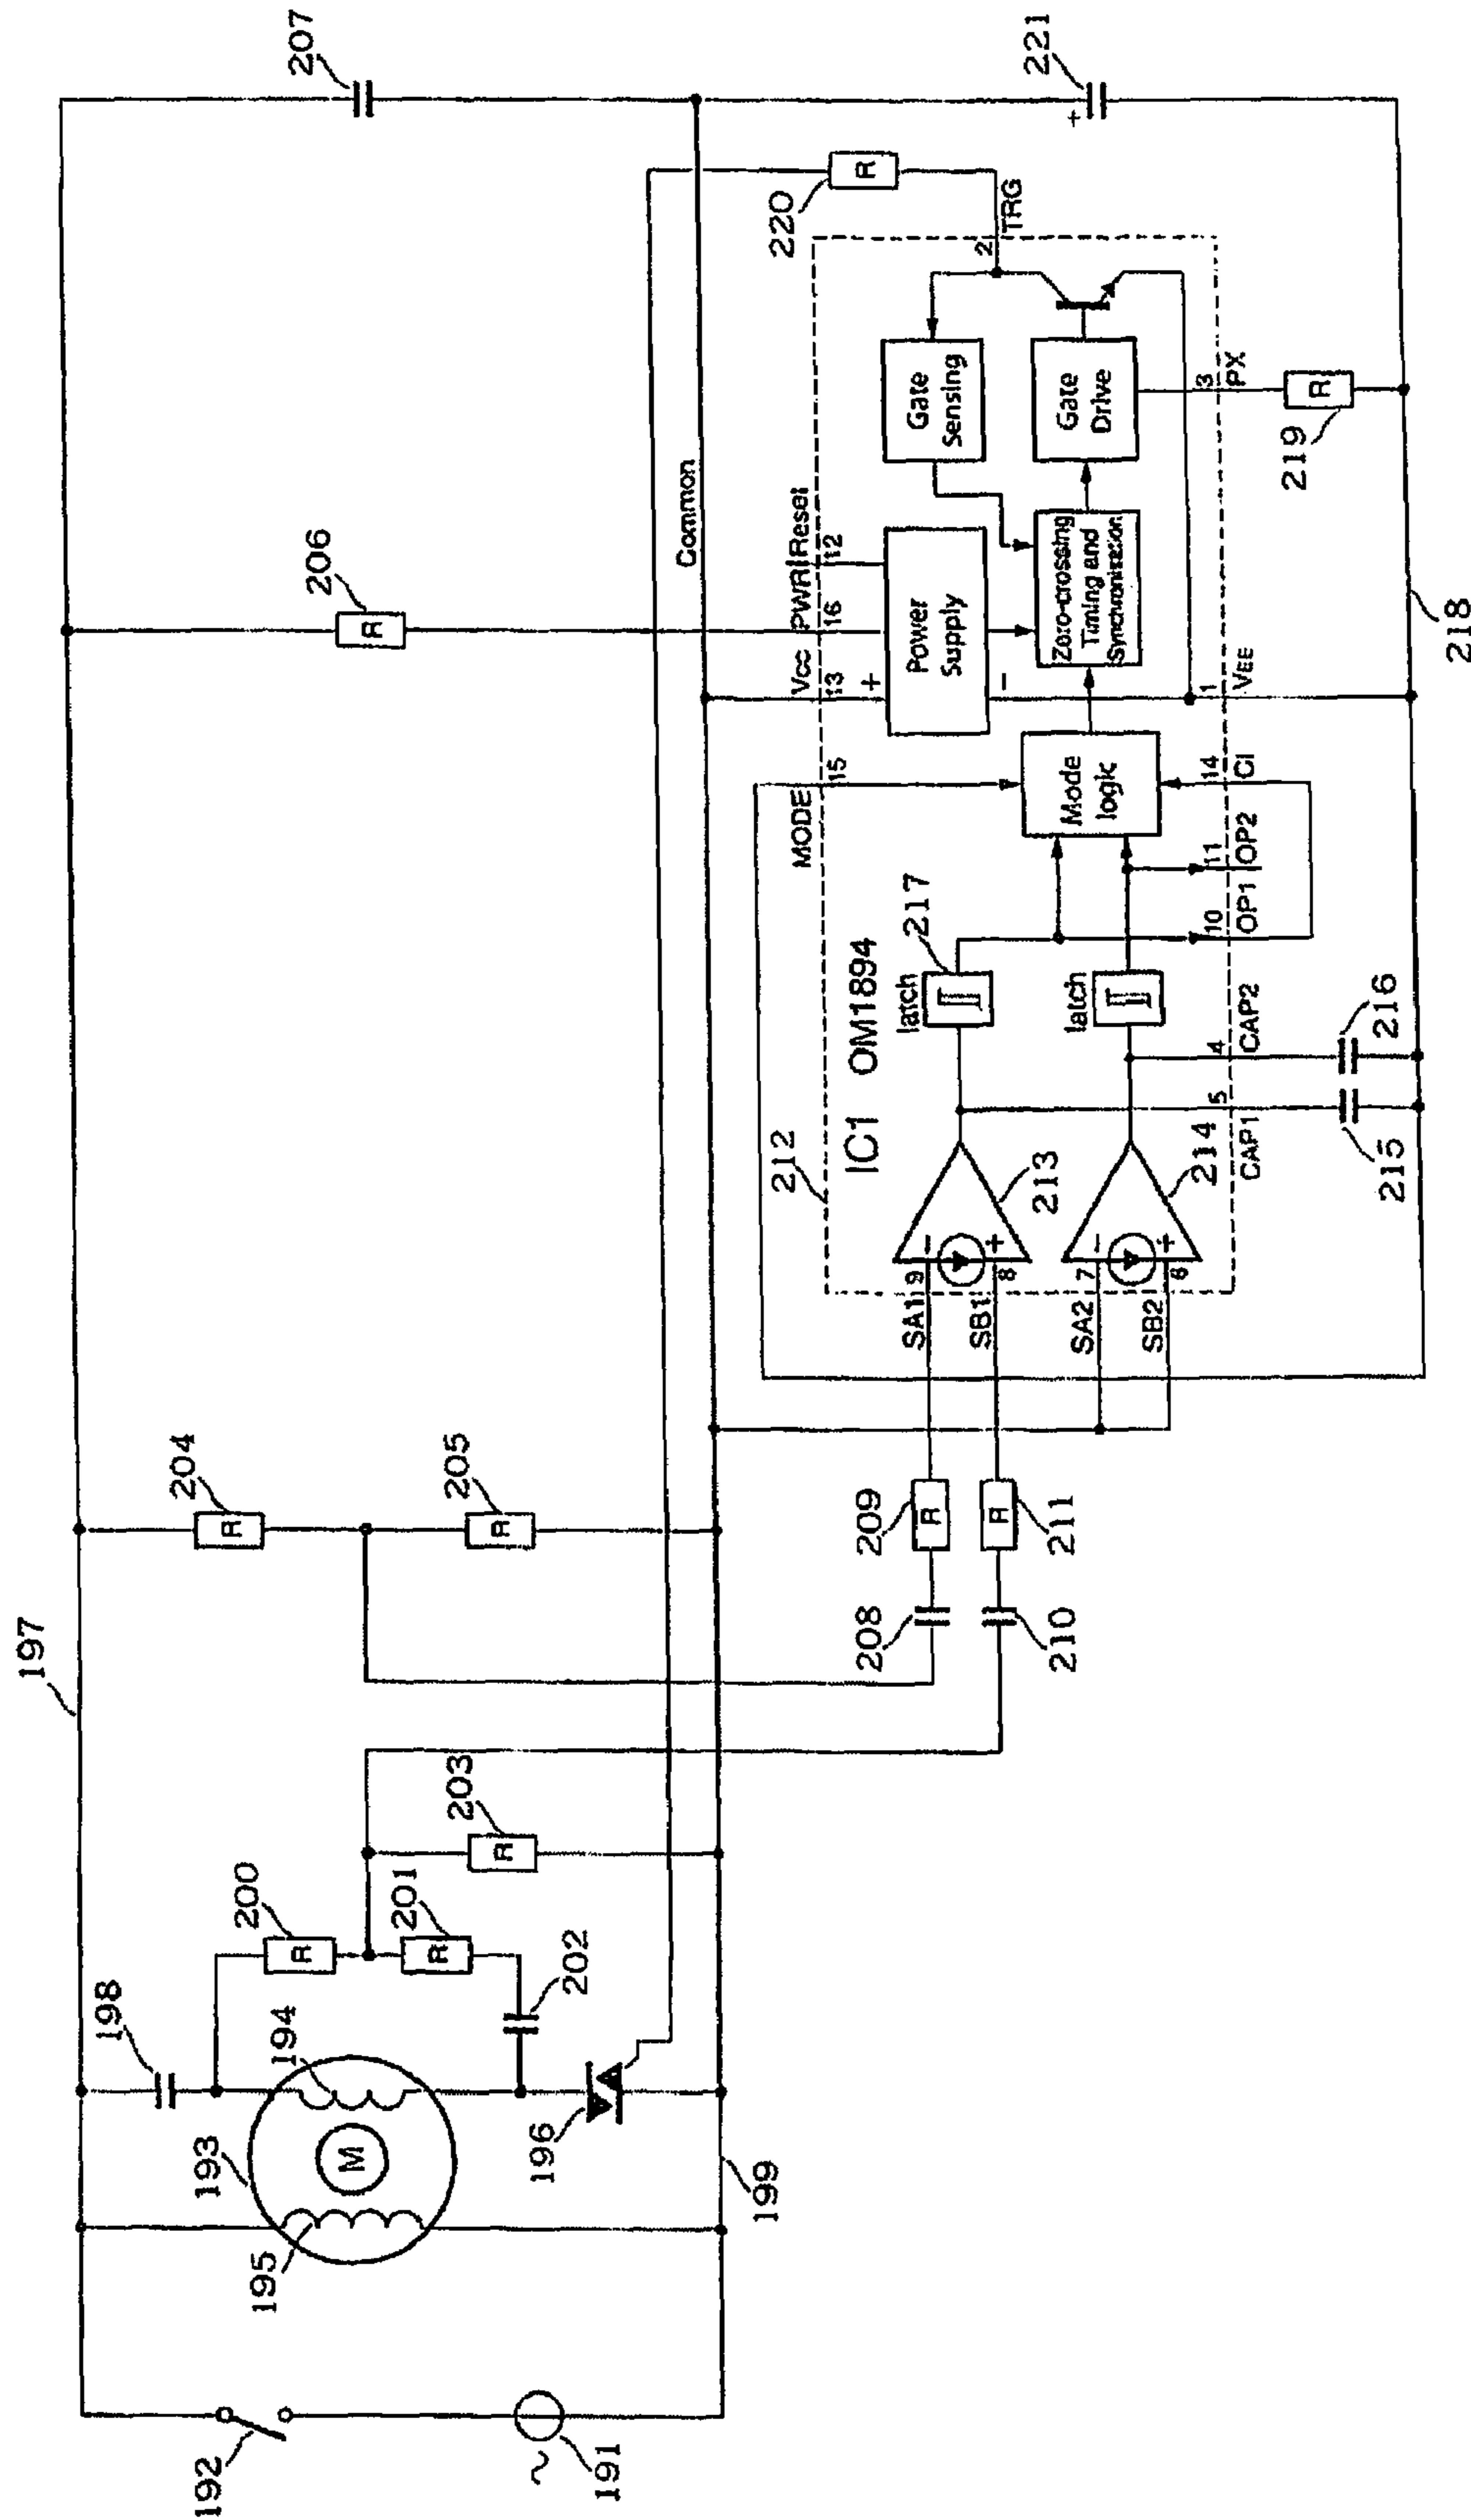 207
221
220
206
Common
TRG
2
R
R
Gate Sensing
Gate Drive
3
PX
R
219
Vcc
PWR
Reset
13
16
12
+
Power Supply
−
Zero-crossing Timing and Synchronization
1
VEE
218
MODE
15
Mode logic
14
CI
11
OP2
10
OP1
217
latch
latch
IC1 OM1894
212
213
214
4
CAP2
216
5
CAP1
215
−
+
−
+
9
8
7
SA1
SB1
SA2
SB2
197
204
R
205
R
209
R
211
R
208
210
203
R
200
R
201
R
202
198
194
196
199
193
M
195
192
191
~
+